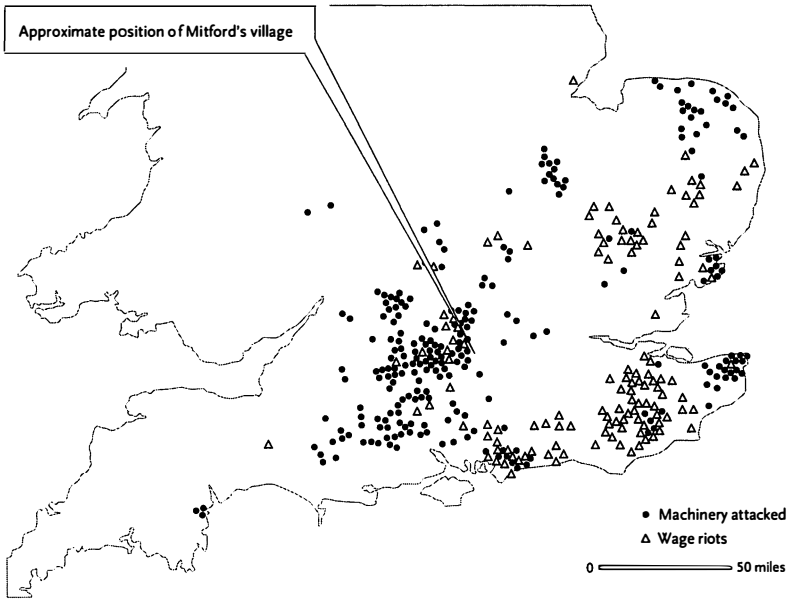 Approximate position of Mitford's village
Machinery attacked
Wage riots
0 50 miles